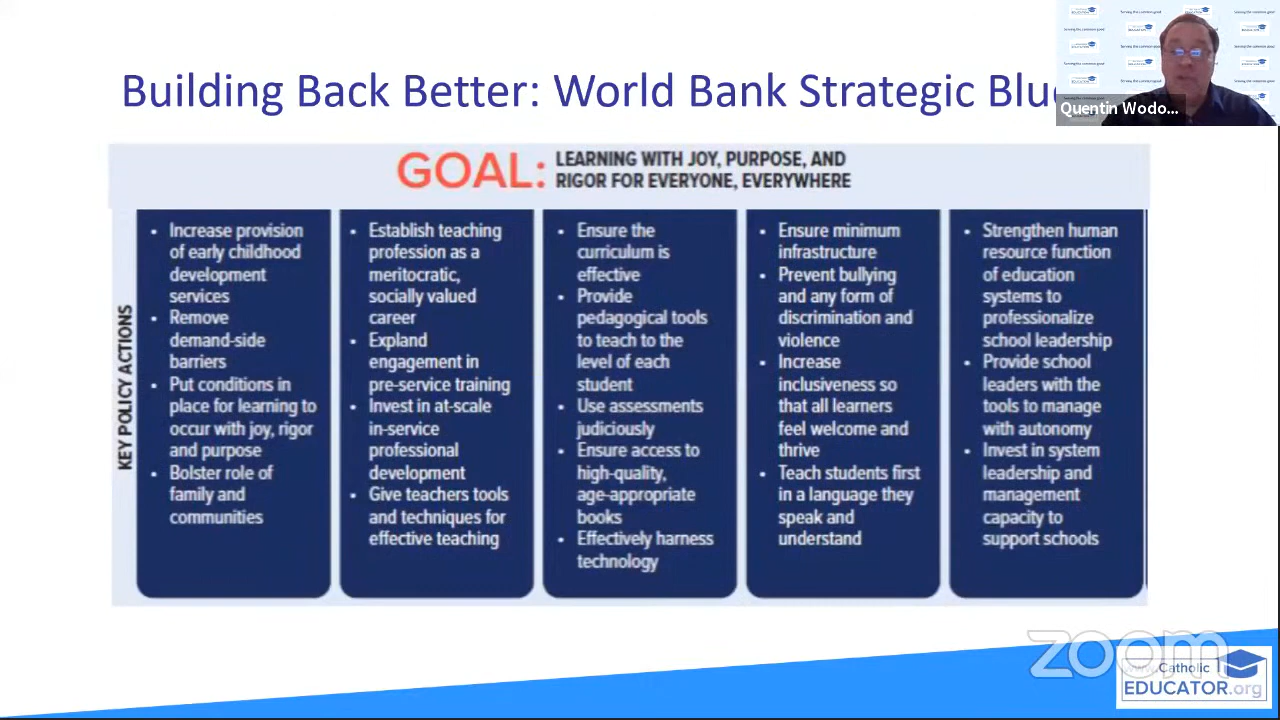 Building Back Better: World Bank Strategic Blu
Quentin Wodo...
GOAL:
LEARNING WITH JOY, PURPOSE, AND
RIGOR FOR EVERYONE, EVERYWHERE
KEY POLICY ACTIONS
• Increase provision
of early childhood
development
services
• Remove
demand-side
barriers
• Put conditions in
place for learning to
occur with joy, rigor
and purpose
• Bolster role of
family and
communities
• Establish teaching
profession as a
meritocratic,
socially valued
career
• Expland
engagement in
pre-service training
• Invest in at-scale
in-service
professional
development
• Give teachers tools
and techniques for
effective teaching
• Ensure the
curriculum is
effective
• Provide
pedagogical tools
to teach to the
level of each
student
• Use assessments
judiciously
• Ensure access to
high-quality,
age-appropriate
books
• Effectively harness
technology
• Ensure minimum
infrastructure
• Prevent bullying
and any form of
discrimination and
violence
• Increase
inclusiveness so
that all learners
feel welcome and
thrive
• Teach students first
in a language they
speak and
understand
• Strengthen human
resource function
of education
systems to
professionalize
school leadership
• Provide school
leaders with the
tools to manage
with autonomy
• Invest in system
leadership and
management
capacity to
support schools
zoom
www.Catholic
EDUCATOR.org